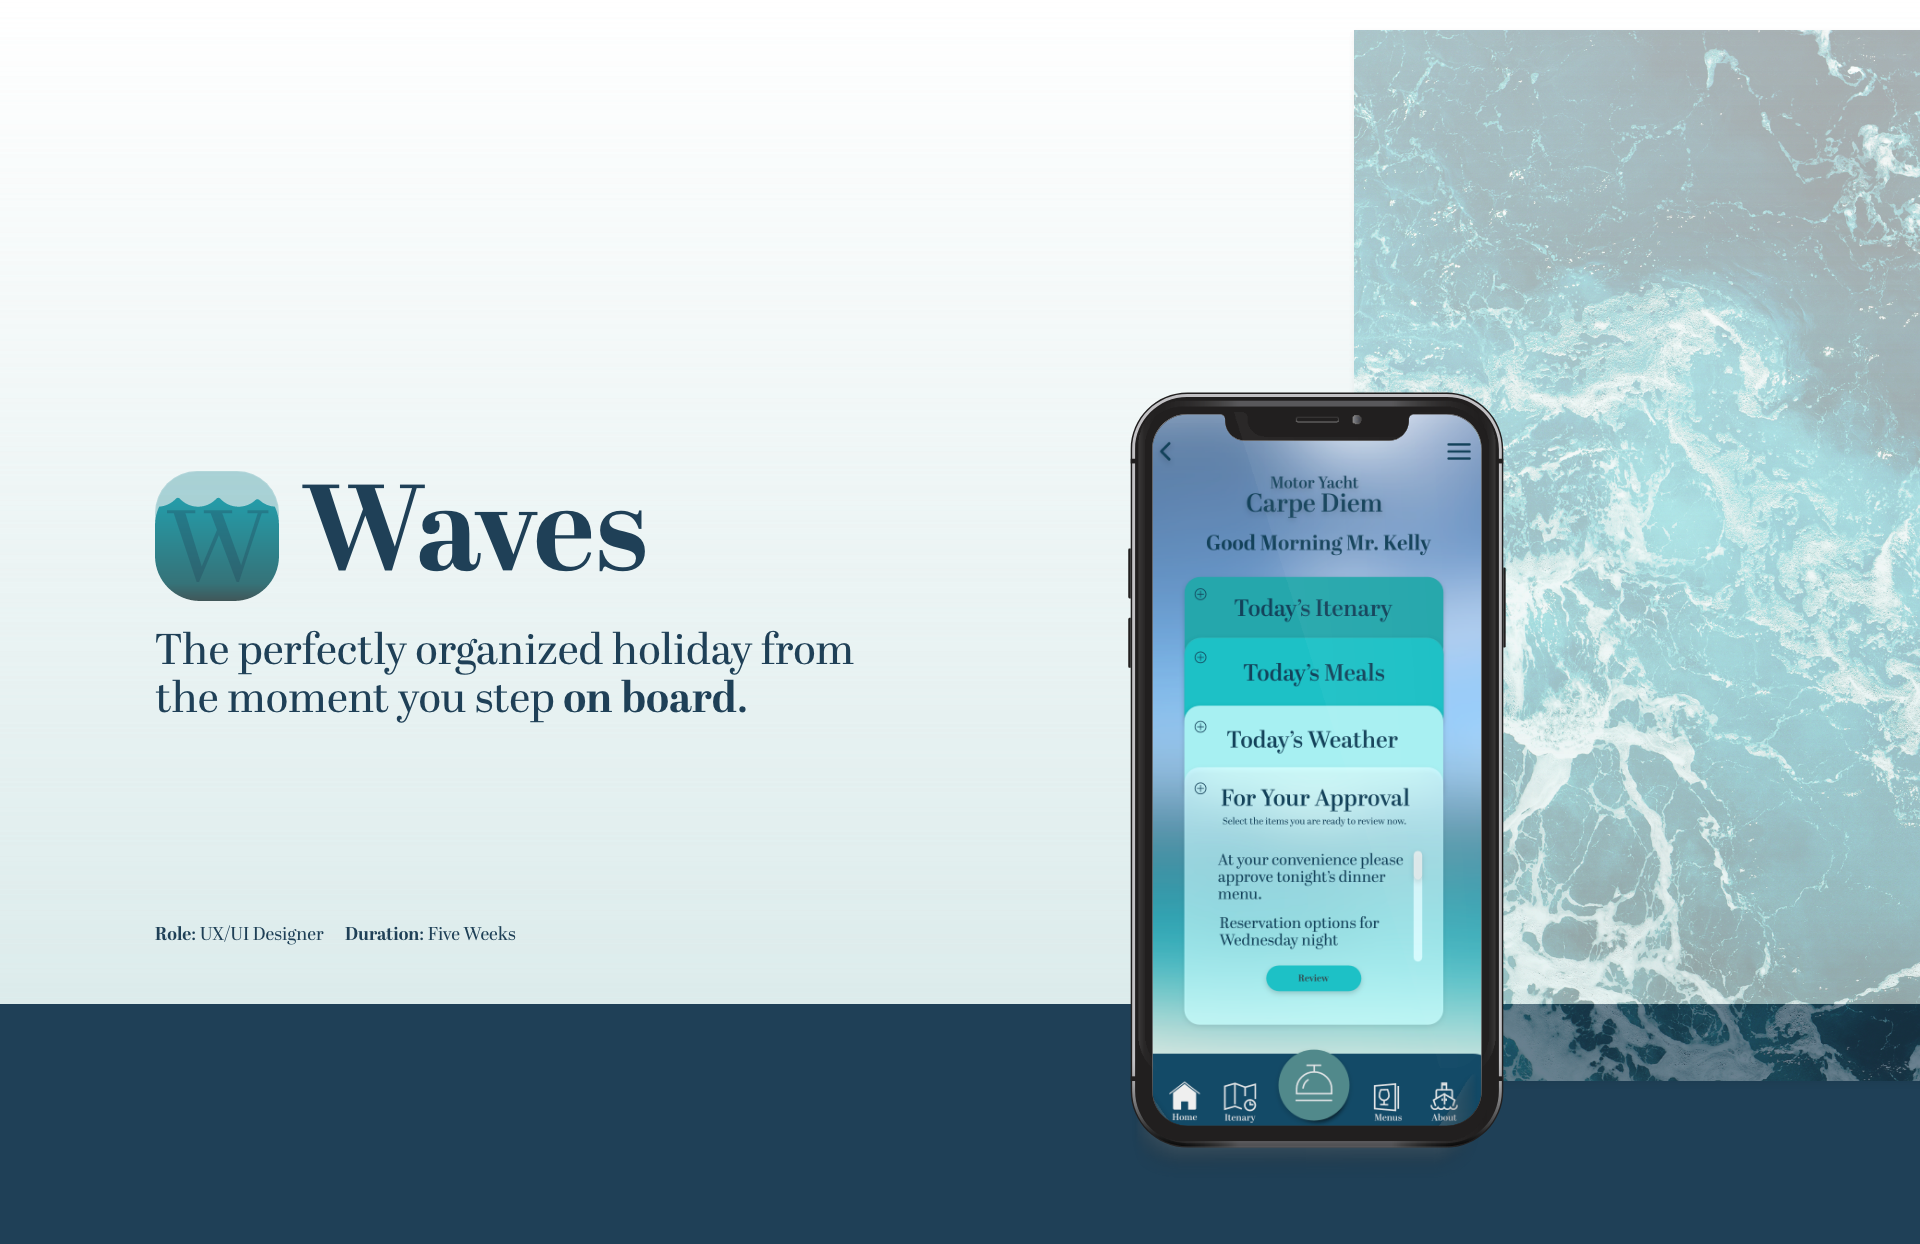 W
Waves
The perfectly organized holiday from
the moment you step on board.
Role: UX/UI Designer Duration: Five Weeks
Motor Yacht
Carpe Diem
Good Morning Mr. Kelly
Today's Itenary
Today's Meals
Today's Weather
For Your Approval
Select the items you are ready to review now.
At your convenience please
approve tonight's dinner
menu.
Reservation options for
Wednesday night
Review
Home
Itenary
Menus
About